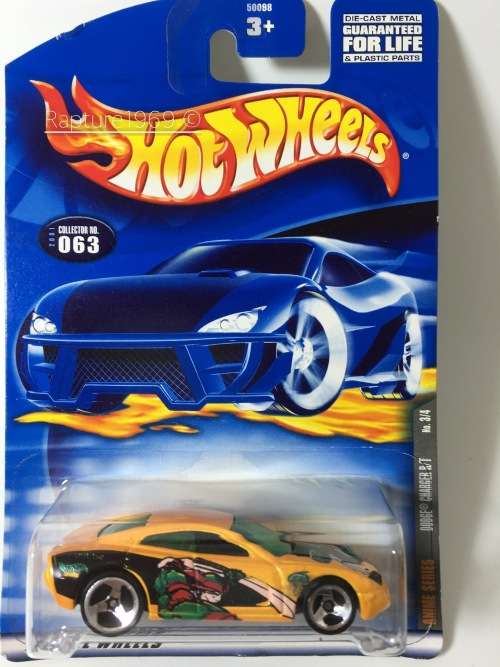 50098
3+
DIE-CAST METAL
GUARANTEED
FOR LIFE
& PLASTIC PARTS
Rapture1969 ©
HOT WHEELS®
2001
COLLECTOR NO.
063
No. 3/4
DODGE® CHARGER R/T
ANIME SERIES
WHEELS